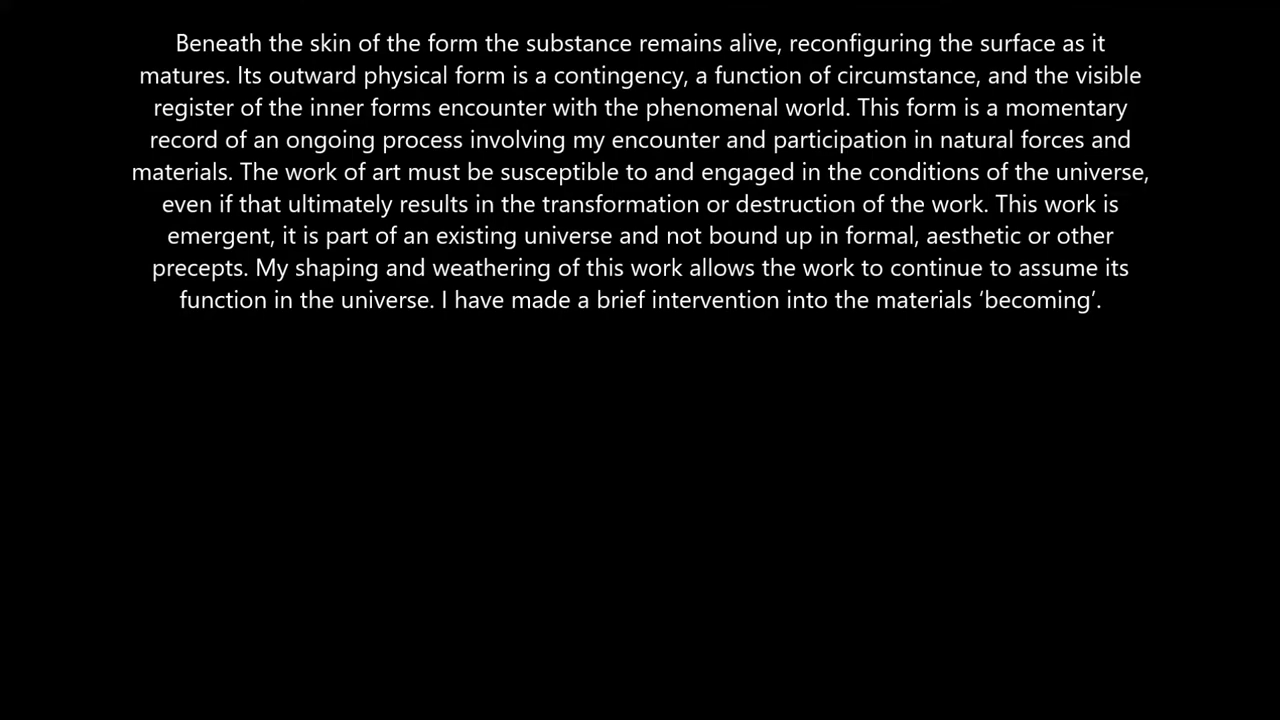 Beneath the skin of the form the substance remains alive, reconfiguring the surface as it
matures. Its outward physical form is a contingency, a function of circumstance, and the visible
register of the inner forms encounter with the phenomenal world. This form is a momentary
record of an ongoing process involving my encounter and participation in natural forces and
materials. The work of art must be susceptible to and engaged in the conditions of the universe,
even if that ultimately results in the transformation or destruction of the work. This work is
emergent, it is part of an existing universe and not bound up in formal, aesthetic or other
precepts. My shaping and weathering of this work allows the work to continue to assume its
function in the universe. I have made a brief intervention into the materials ‘becoming’.